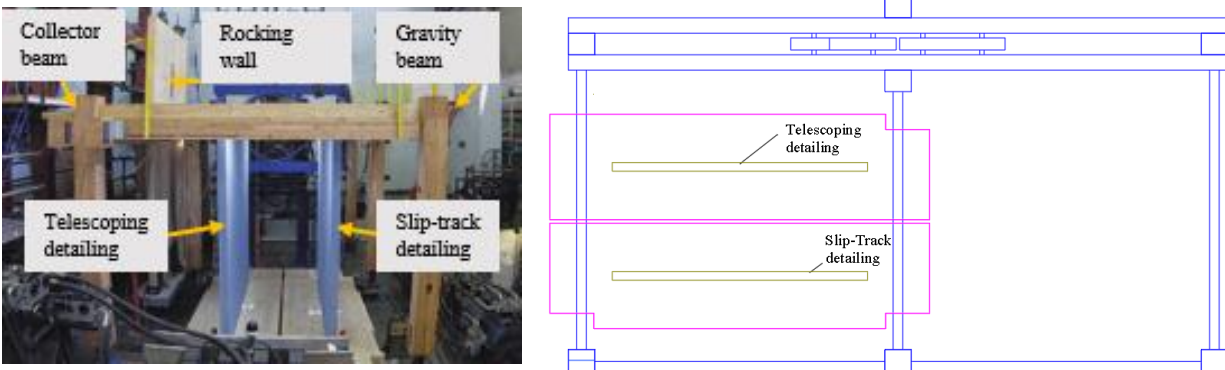 Collector
beam
Rocking
wall
Gravity
beam
Telescoping
detailing
Slip-track
detailing
Telescoping
detailing
Slip-Track
detailing